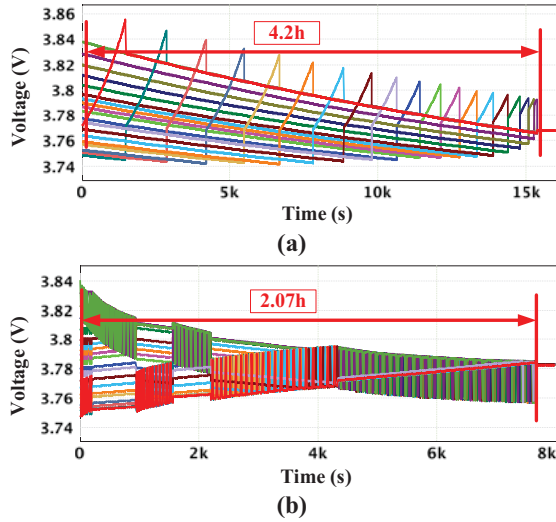 3.86
3.84
3.82
3.8
3.78
3.76
3.74
Voltage (V)
4.2h
0 5k 10k 15k
Time (s)
(a)
3.84
3.82
3.8
3.78
3.76
3.74
3.73
Voltage (V)
2.07h
0 2k 4k 6k 8k
Time (s)
(b)